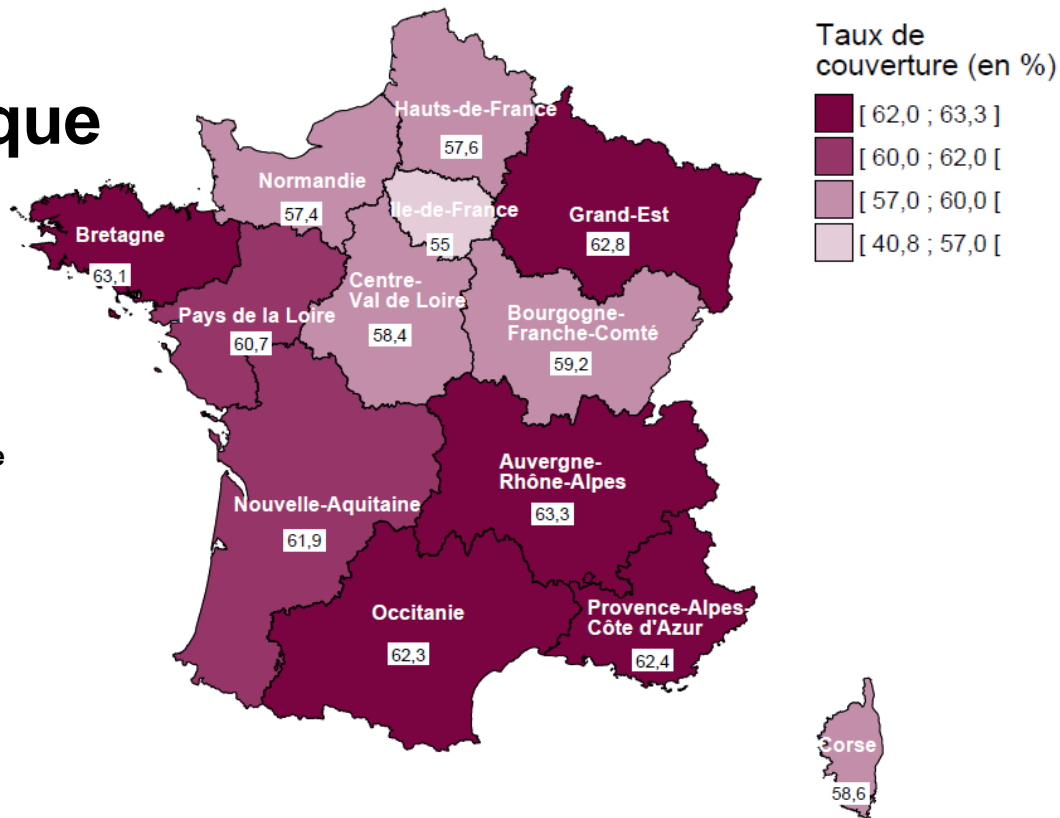 que
e
Taux de
couverture (en %)
[ 62,0 ; 63,3 ]
[ 60,0 ; 62,0 [
[ 57,0 ; 60,0 [
[ 40,8 ; 57,0 [
Hauts-de-France
57,6
Normandie
57,4
Ile-de-France
55
Grand-Est
62,8
Bretagne
63,1
Centre-
Val de Loire
58,4
Pays de la Loire
60,7
Bourgogne-
Franche-Comté
59,2
Auvergne-
Rhône-Alpes
63,3
Nouvelle-Aquitaine
61,9
Occitanie
62,3
Provence-Alpes-
Côte d'Azur
62,4
Corse
58,6